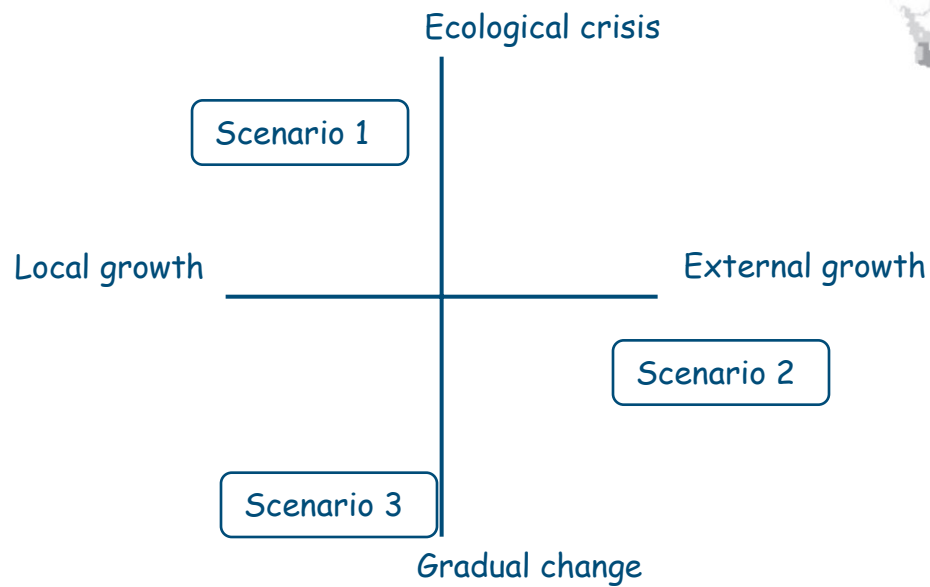 Ecological crisis
Scenario 1
Local growth
External growth
Scenario 2
Scenario 3
Gradual change